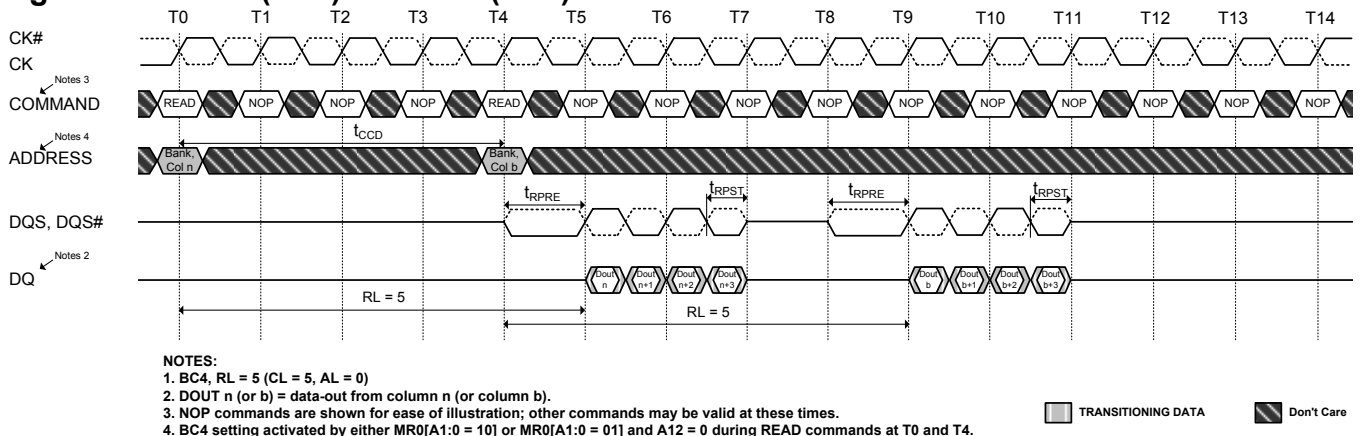 T0 T1 T2 T3 T4 T5 T6 T7 T8 T9 T10 T11 T12 T13 T14
CK#
CK
Notes 3
COMMAND READ NOP NOP NOP READ NOP NOP NOP NOP NOP NOP NOP NOP NOP NOP
tCCD
Notes 4
ADDRESS Bank, Col n Bank, Col b
tRPRE tRPST tRPRE tRPST
DQS, DQS#
Notes 2
DQ Dout n Dout n+1 Dout n+2 Dout n+3 Dout b Dout b+1 Dout b+2 Dout b+3
RL = 5 RL = 5
NOTES:
1. BC4, RL = 5 (CL = 5, AL = 0)
2. DOUT n (or b) = data-out from column n (or column b).
3. NOP commands are shown for ease of illustration; other commands may be valid at these times.
4. BC4 setting activated by either MR0[A1:0 = 10] or MR0[A1:0 = 01] and A12 = 0 during READ commands at T0 and T4.
TRANSITIONING DATA Don't Care